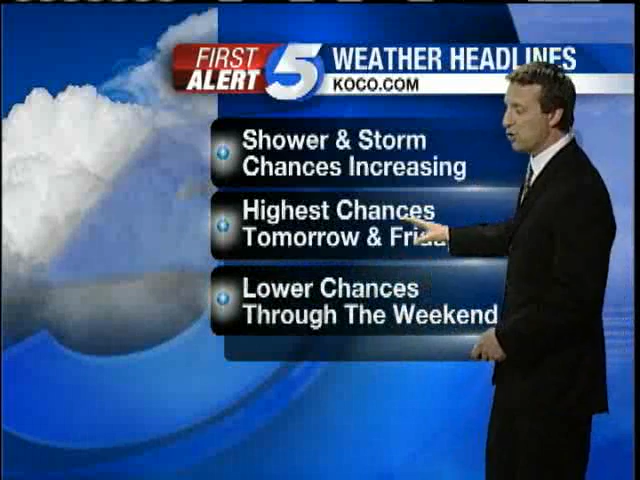 FIRST ALERT 5 WEATHER HEADLINES
KOCO.COM
Shower & Storm
Chances Increasing
Highest Chances
Tomorrow &
Lower Chances
Through The Weekend